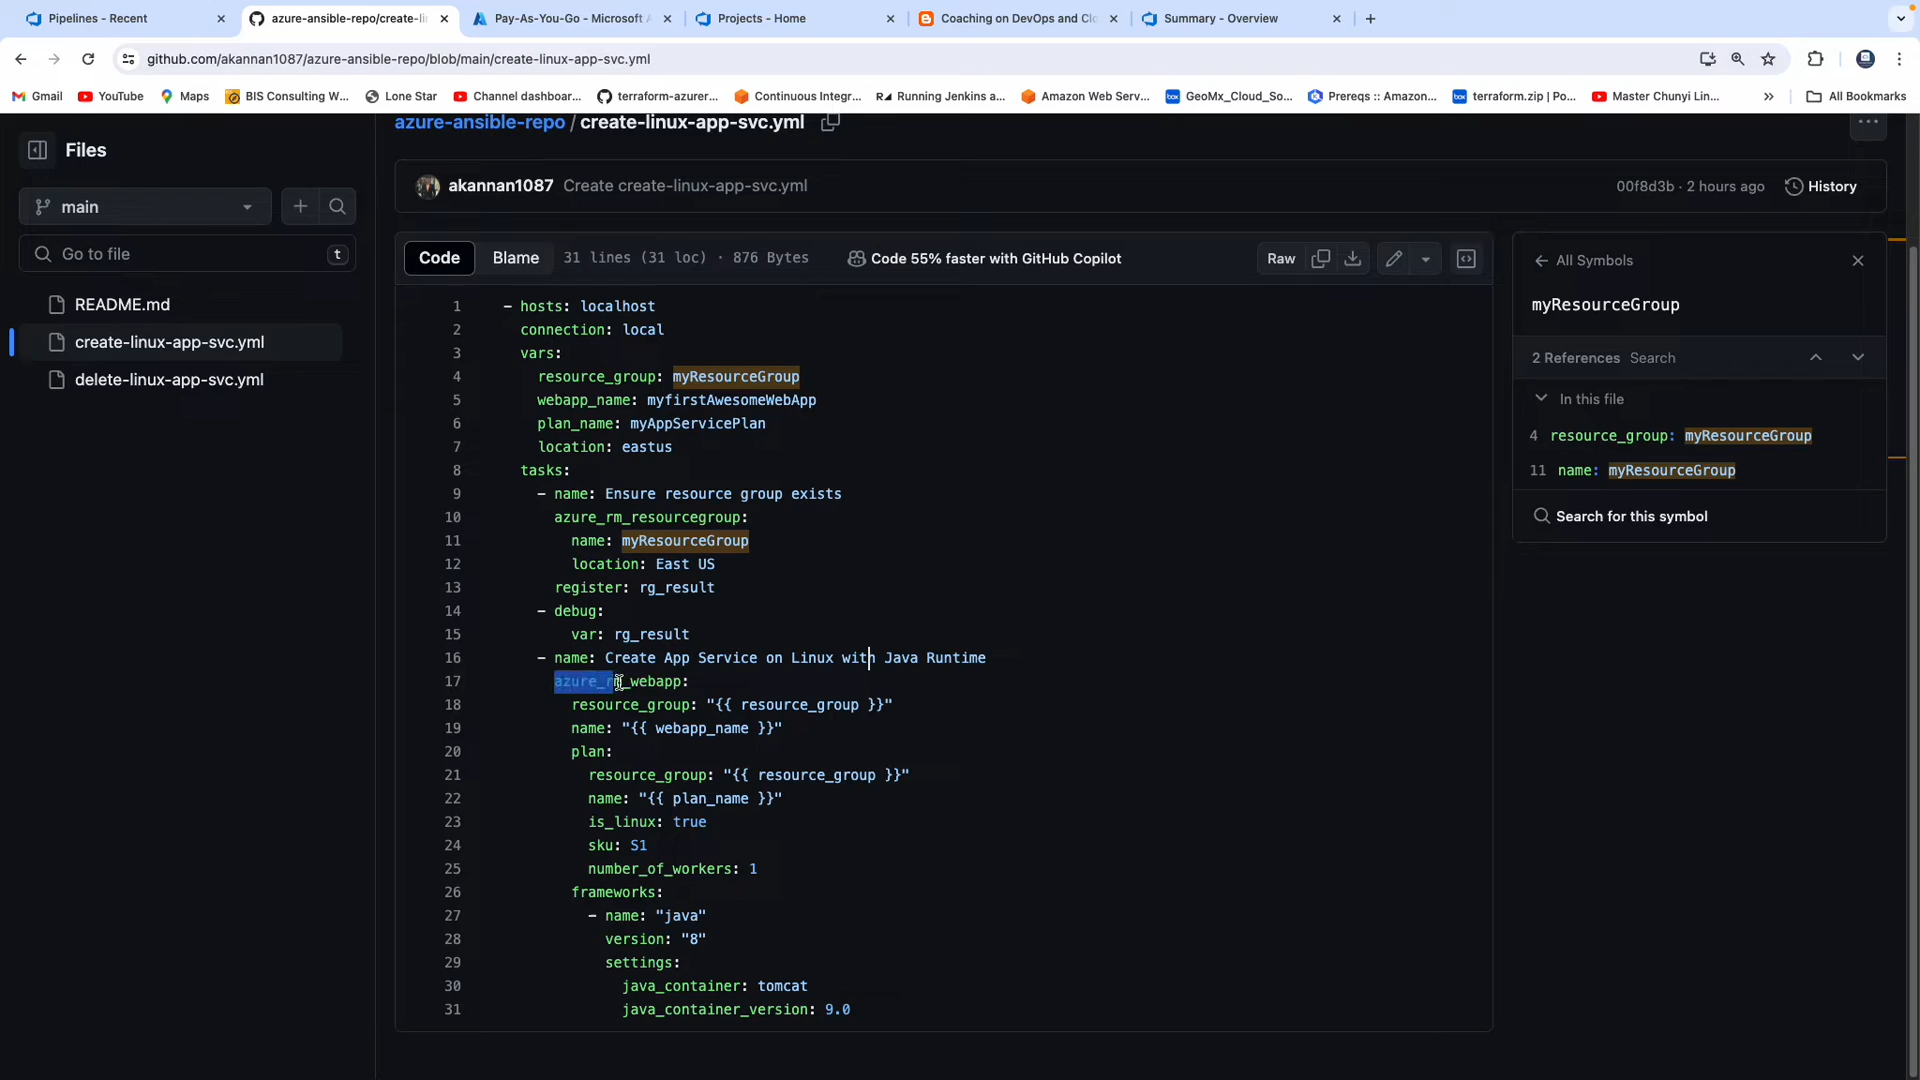 Pipelines - Recent
azure-ansible-repo/create-li
Pay-As-You-Go - Microsoft A
Projects - Home
Coaching on DevOps and Clo
Summary - Overview
github.com/akannan1087/azure-ansible-repo/blob/main/create-linux-app-svc.yml
Gmail
YouTube
Maps
BIS Consulting W...
Lone Star
Channel dashboar...
terraform-azurer...
Continuous Integr...
Running Jenkins a...
Amazon Web Serv...
GeoMx_Cloud_So...
Prereqs :: Amazon...
terraform.zip | Po...
Master Chunyi Lin...
»
All Bookmarks
azure-ansible-repo / create-linux-app-svc.yml
Files
main
Go to file
t
README.md
create-linux-app-svc.yml
delete-linux-app-svc.yml
akannan1087 Create create-linux-app-svc.yml
00f8d3b · 2 hours ago
History
Code
Blame
31 lines (31 loc) · 876 Bytes
Code 55% faster with GitHub Copilot
Raw
1 - hosts: localhost
2 connection: local
3 vars:
4 resource_group: myResourceGroup
5 webapp_name: myfirstAwesomeWebApp
6 plan_name: myAppServicePlan
7 location: eastus
8 tasks:
9 - name: Ensure resource group exists
10 azure_rm_resourcegroup:
11 name: myResourceGroup
12 location: East US
13 register: rg_result
14 - debug:
15 var: rg_result
16 - name: Create App Service on Linux with Java Runtime
17 azure_rm_webapp:
18 resource_group: "{{ resource_group }}"
19 name: "{{ webapp_name }}"
20 plan:
21 resource_group: "{{ resource_group }}"
22 name: "{{ plan_name }}"
23 is_linux: true
24 sku: S1
25 number_of_workers: 1
26 frameworks:
27 - name: "java"
28 version: "8"
29 settings:
30 java_container: tomcat
31 java_container_version: 9.0
All Symbols
myResourceGroup
2 References Search
In this file
4 resource_group: myResourceGroup
11 name: myResourceGroup
Search for this symbol